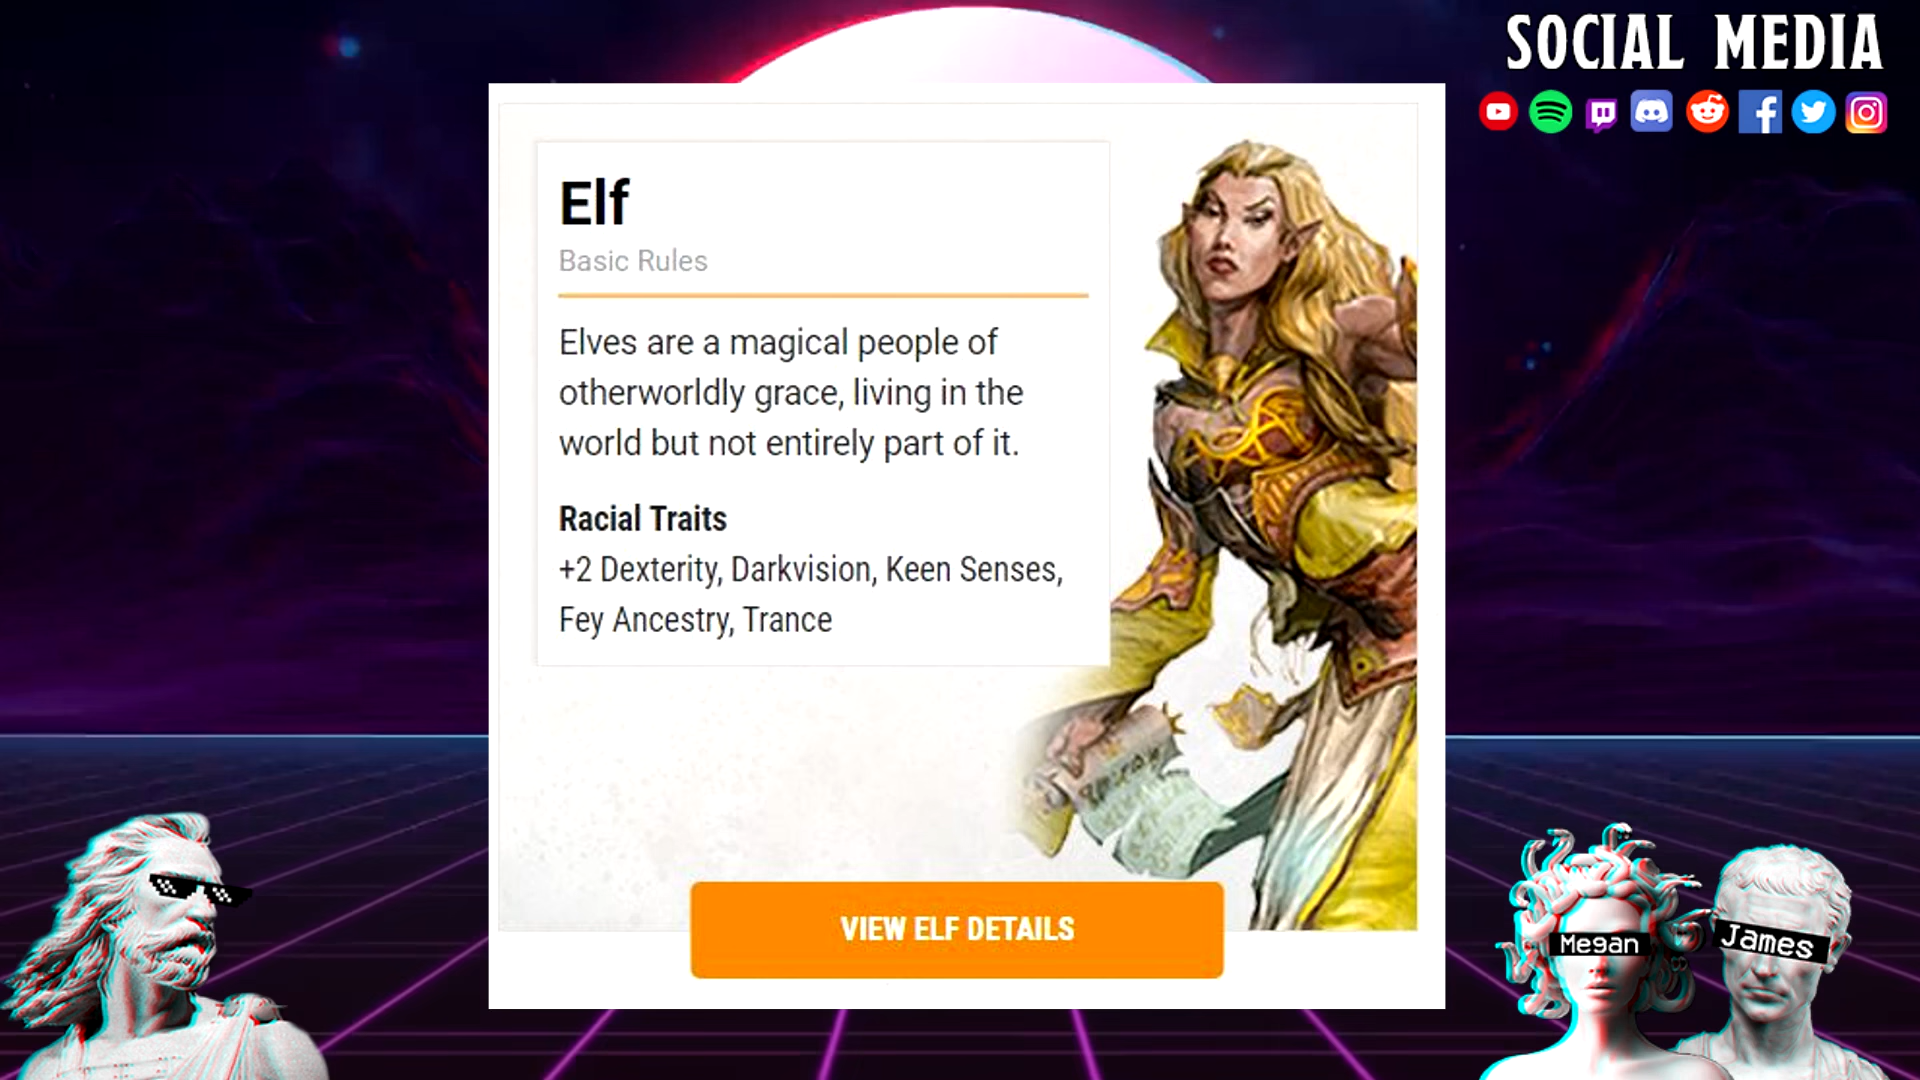 SOCIAL MEDIA
Elf
Basic Rules
Elves are a magical people of
otherworldly grace, living in the
world but not entirely part of it.
Racial Traits
+2 Dexterity, Darkvision, Keen Senses,
Fey Ancestry, Trance
VIEW ELF DETAILS
Megan
James